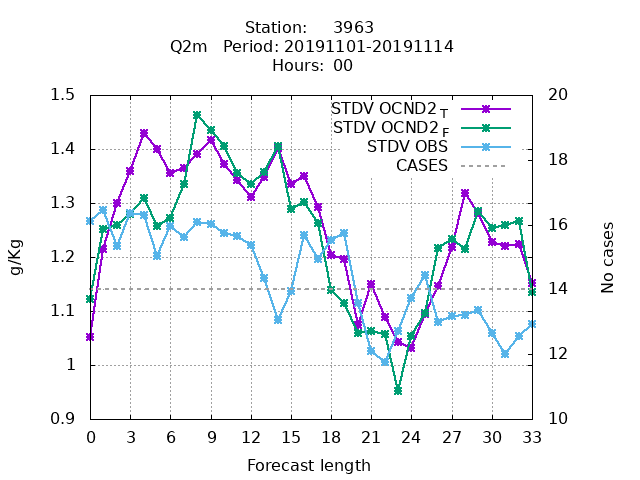 Station: 3963
Q2m Period: 20191101-20191114
Hours: 00
1.5
1.4
1.3
1.2
1.1
1
0.9
g/Kg
20
18
16
14
12
10
No cases
STDV OCND2 T
STDV OCND2 F
STDV OBS
CASES
0 3 6 9 12 15 18 21 24 27 30 33
Forecast length